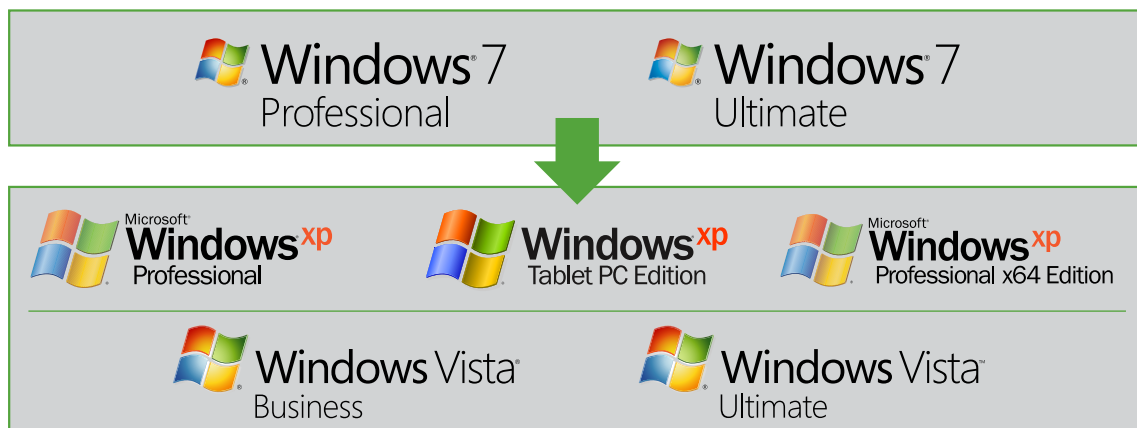 Windows® 7
Professional
Windows® 7
Ultimate
Microsoft®
Windows® xp
Professional
Windows® xp
Tablet PC Edition
Microsoft®
Windows® xp
Professional x64 Edition
Windows Vista®
Business
Windows Vista™
Ultimate